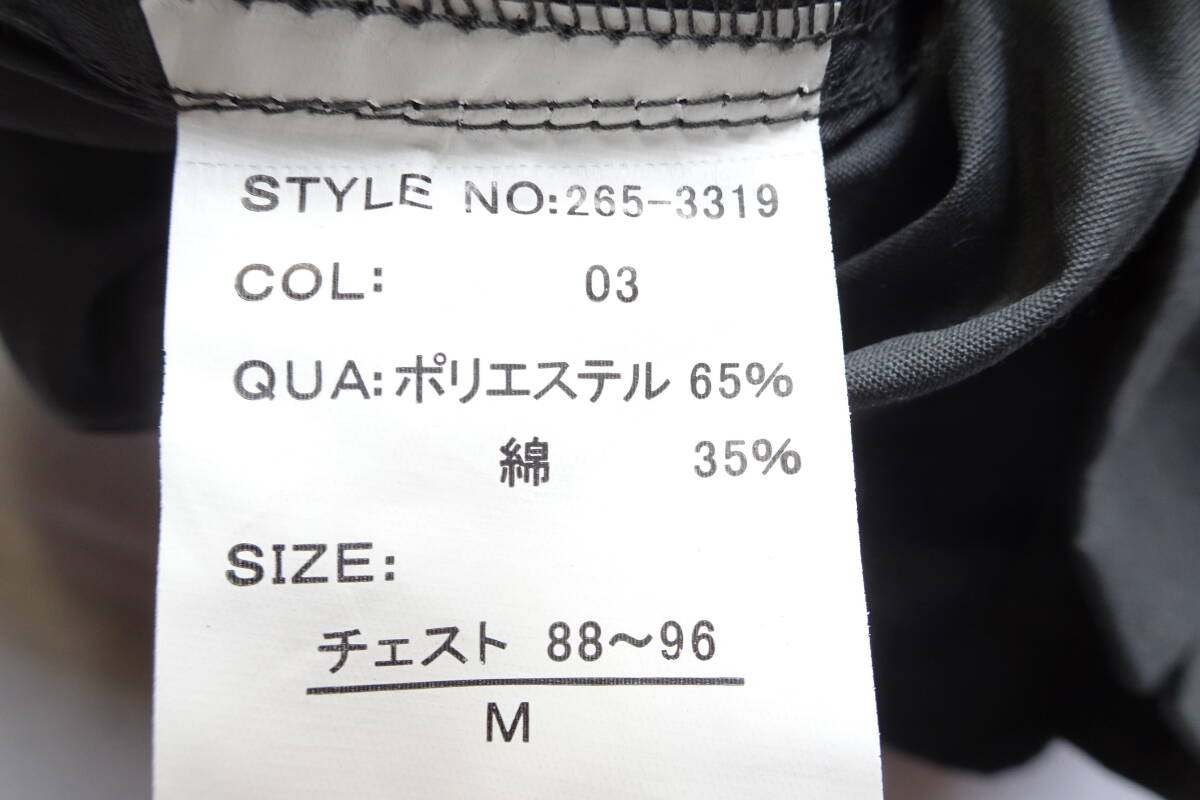 STYLE NO:265-3319
COL: 03
QUA:ポリエステル 65%
綿 35%
SIZE:
チェスト 88〜96
M